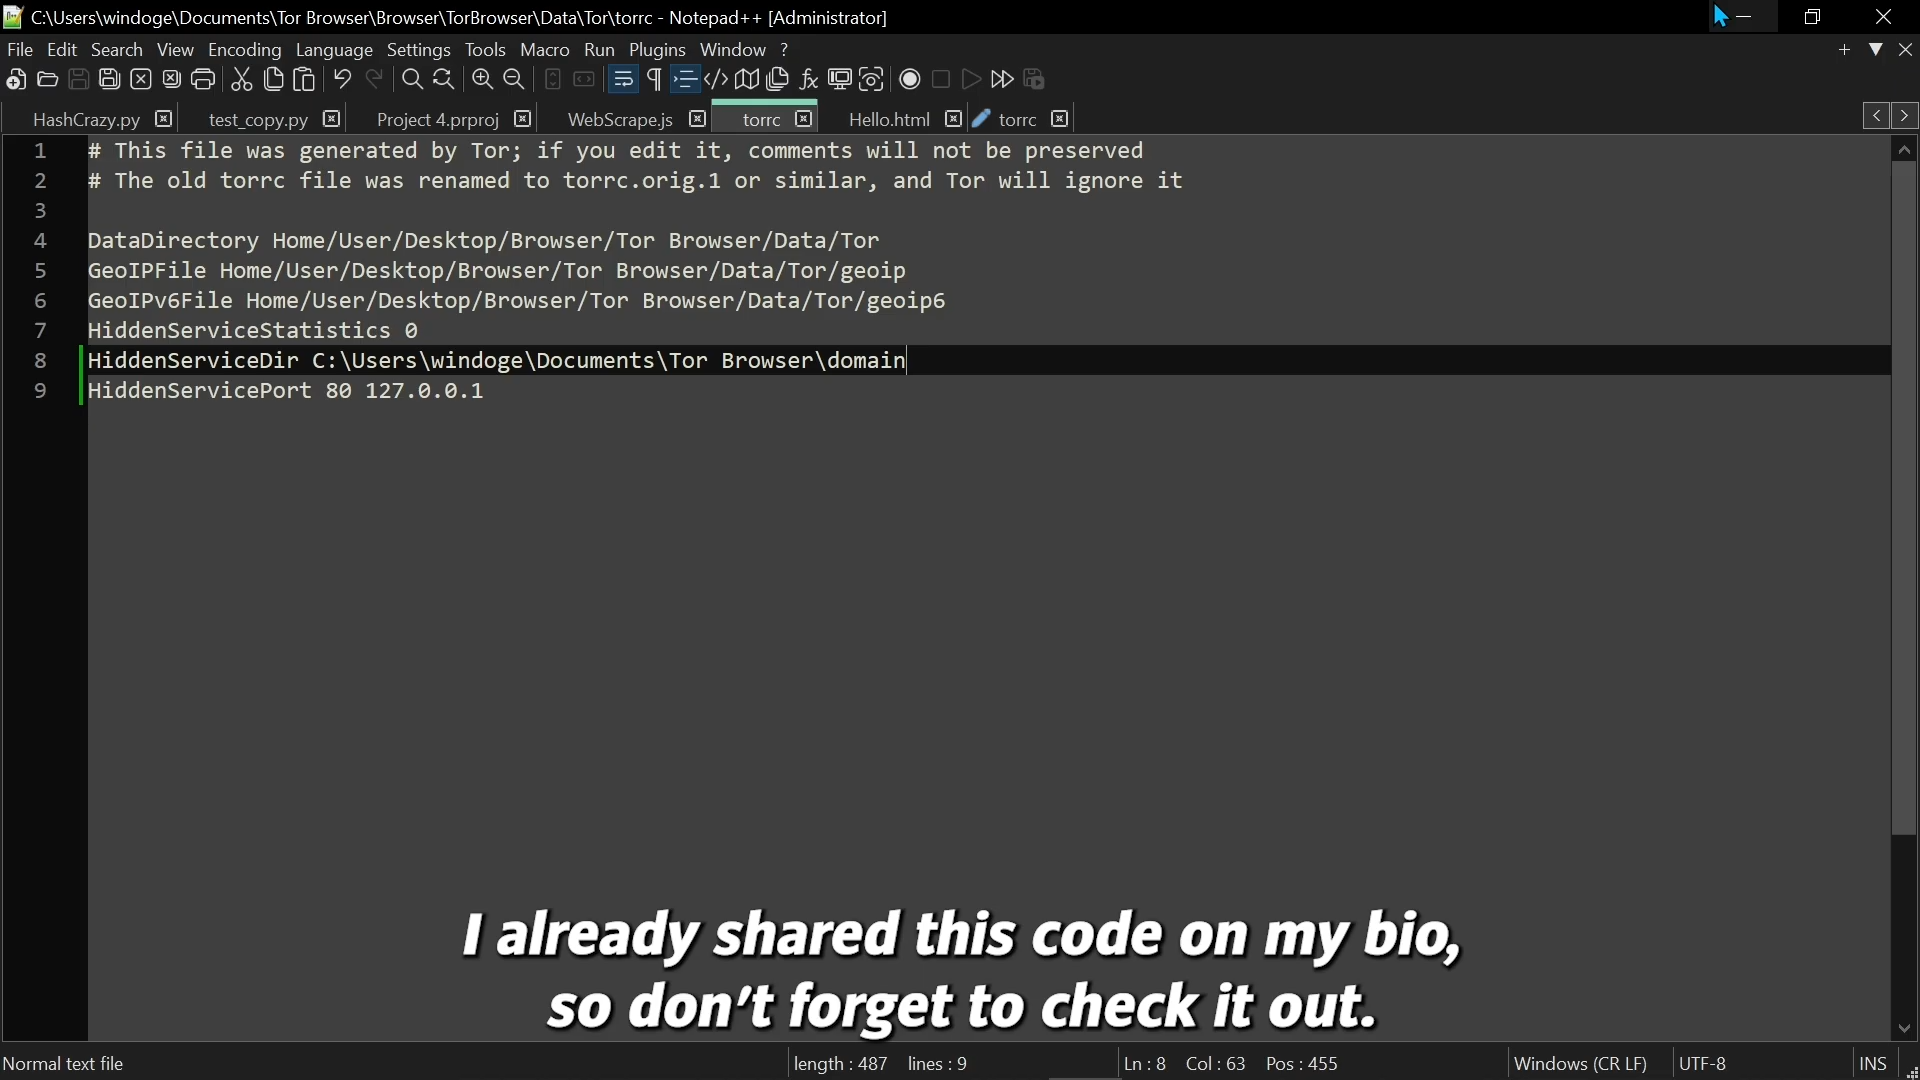 C:\Users\windoge\Documents\Tor Browser\Browser\TorBrowser\Data\Tor\torrc - Notepad++ [Administrator]
File Edit Search View Encoding Language Settings Tools Macro Run Plugins Window ?
HashCrazy.py test_copy.py Project 4.prproj WebScrape.js torrc Hello.html torrc
1 # This file was generated by Tor; if you edit it, comments will not be preserved
2 # The old torrc file was renamed to torrc.orig.1 or similar, and Tor will ignore it
3
4 DataDirectory Home/User/Desktop/Browser/Tor Browser/Data/Tor
5 GeoIPFile Home/User/Desktop/Browser/Tor Browser/Data/Tor/geoip
6 GeoIPv6File Home/User/Desktop/Browser/Tor Browser/Data/Tor/geoip6
7 HiddenServiceStatistics 0
8 HiddenServiceDir C:\Users\windoge\Documents\Tor Browser\domain
9 HiddenServicePort 80 127.0.0.1
I already shared this code on my bio,
so don't forget to check it out.
Normal text file length : 487 lines : 9 Ln : 8 Col : 63 Pos : 455 Windows (CR LF) UTF-8 INS